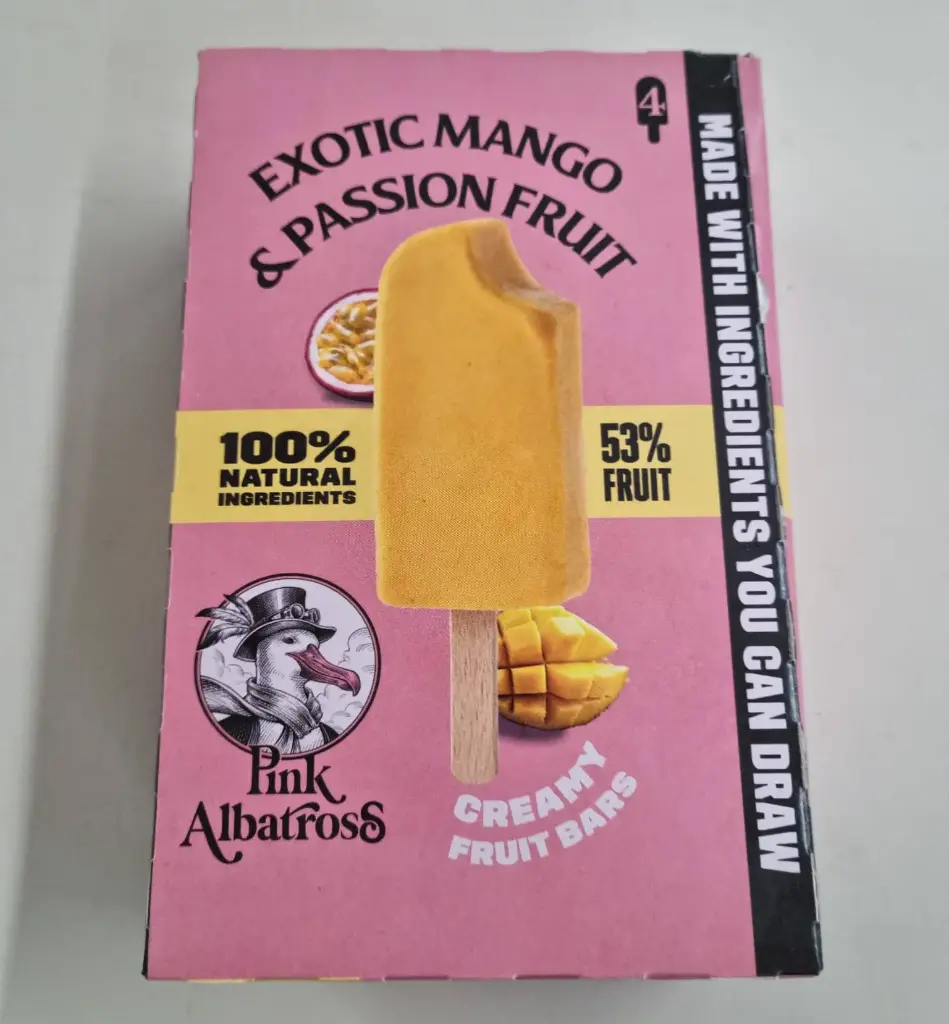 4
EXOTIC MANGO
& PASSION FRUIT
100%
NATURAL
INGREDIENTS
53%
FRUIT
MADE WITH INGREDIENTS YOU CAN DRAW
Pink
Albatross
CREAMY
FRUIT BARS